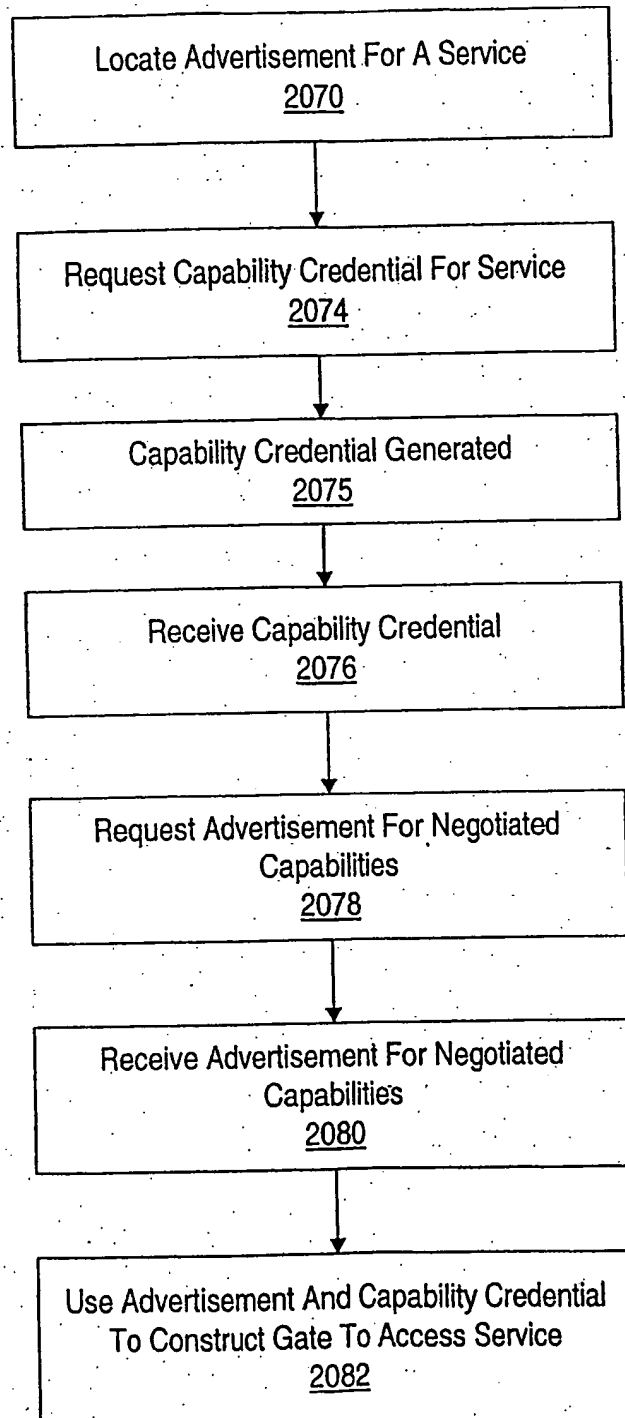 Locate Advertisement For A Service
2070
Request Capability Credential For Service
2074
Capability Credential Generated
2075
Receive Capability Credential
2076
Request Advertisement For Negotiated
Capabilities
2078
Receive Advertisement For Negotiated
Capabilities
2080
Use Advertisement And Capability Credential
To Construct Gate To Access Service
2082